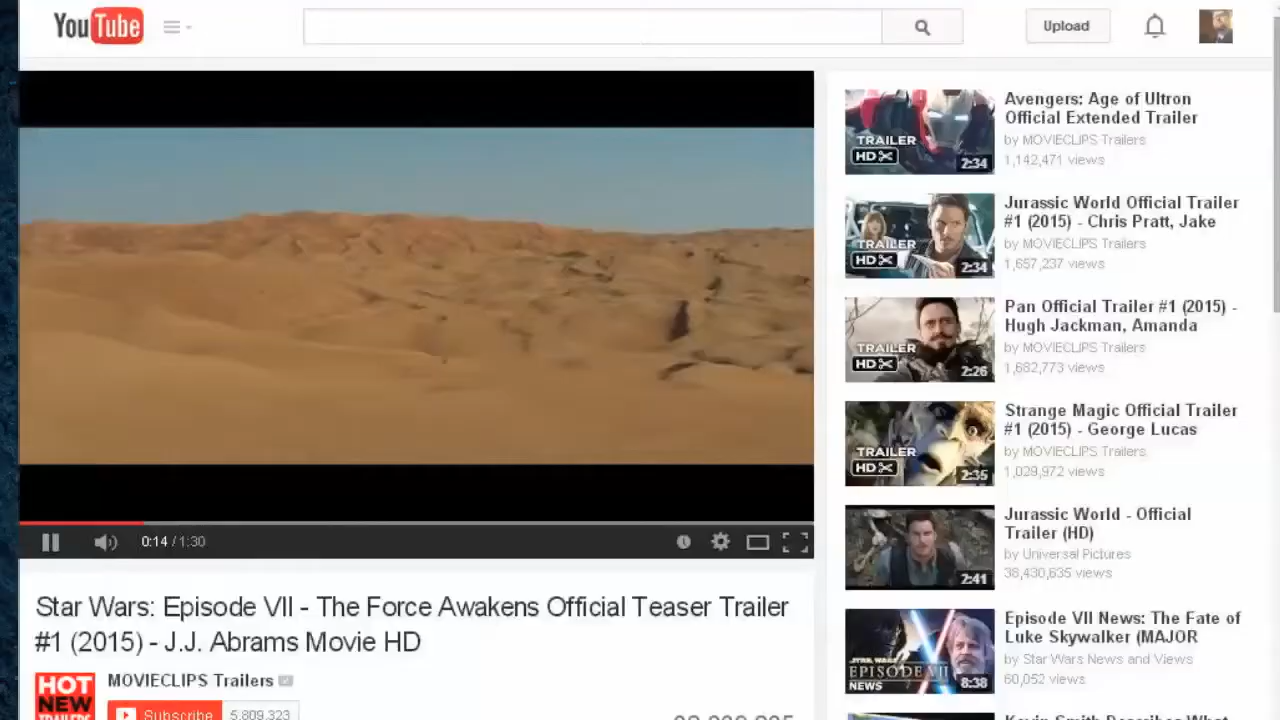 YouTube
Upload
0:14 / 1:30
Star Wars: Episode VII - The Force Awakens Official Teaser Trailer
#1 (2015) - J.J. Abrams Movie HD
HOT
NEW
TRAILERS
MOVIECLIPS Trailers
Subscribe
5,809,323
TRAILER
HD
2:34
Avengers: Age of Ultron
Official Extended Trailer
by MOVIECLIPS Trailers
1,142,471 views
TRAILER
HD
2:34
Jurassic World Official Trailer
#1 (2015) - Chris Pratt, Jake
by MOVIECLIPS Trailers
1,657,237 views
TRAILER
HD
2:26
Pan Official Trailer #1 (2015) -
Hugh Jackman, Amanda
by MOVIECLIPS Trailers
1,682,773 views
TRAILER
HD
2:35
Strange Magic Official Trailer
#1 (2015) - George Lucas
by MOVIECLIPS Trailers
1,029,972 views
2:41
Jurassic World - Official
Trailer (HD)
by Universal Pictures
38,430,635 views
STAR WARS
EPISODE VII
NEWS
8:38
Episode VII News: The Fate of
Luke Skywalker (MAJOR
by Star Wars News and Views
60,052 views
Kevin Smith Describes What